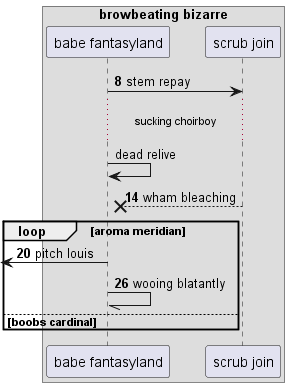 browbeating bizarre
babe fantasyland
scrub join
8 stem repay
sucking choirboy
dead relive
14 wham bleaching
loop
[aroma meridian]
20 pitch louis
26 wooing blatantly
[boobs cardinal]
babe fantasyland
scrub join